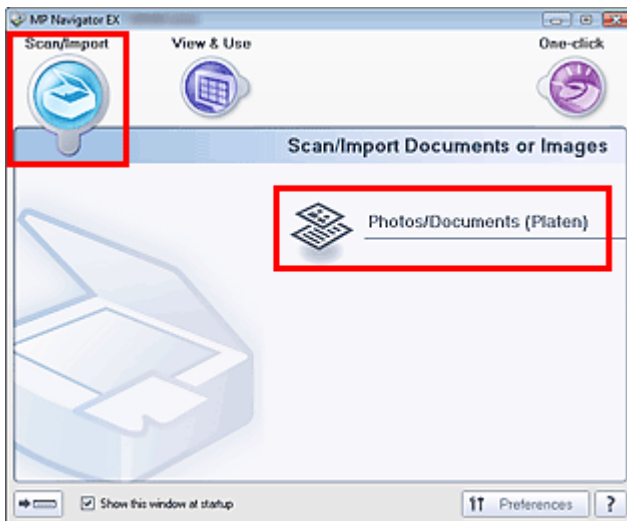 MP Navigator EX
Scan/Import View & Use One-click
Scan/Import Documents or Images
Photos/Documents (Platen)
Show this window at startup
Preferences ?